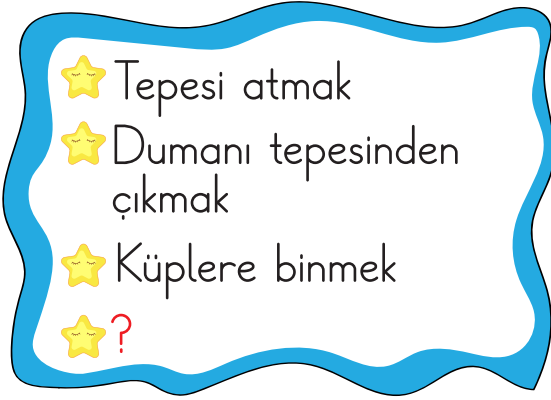 Tepesi atmak
Dumanı tepesinden
çıkmak
Küplere binmek
?